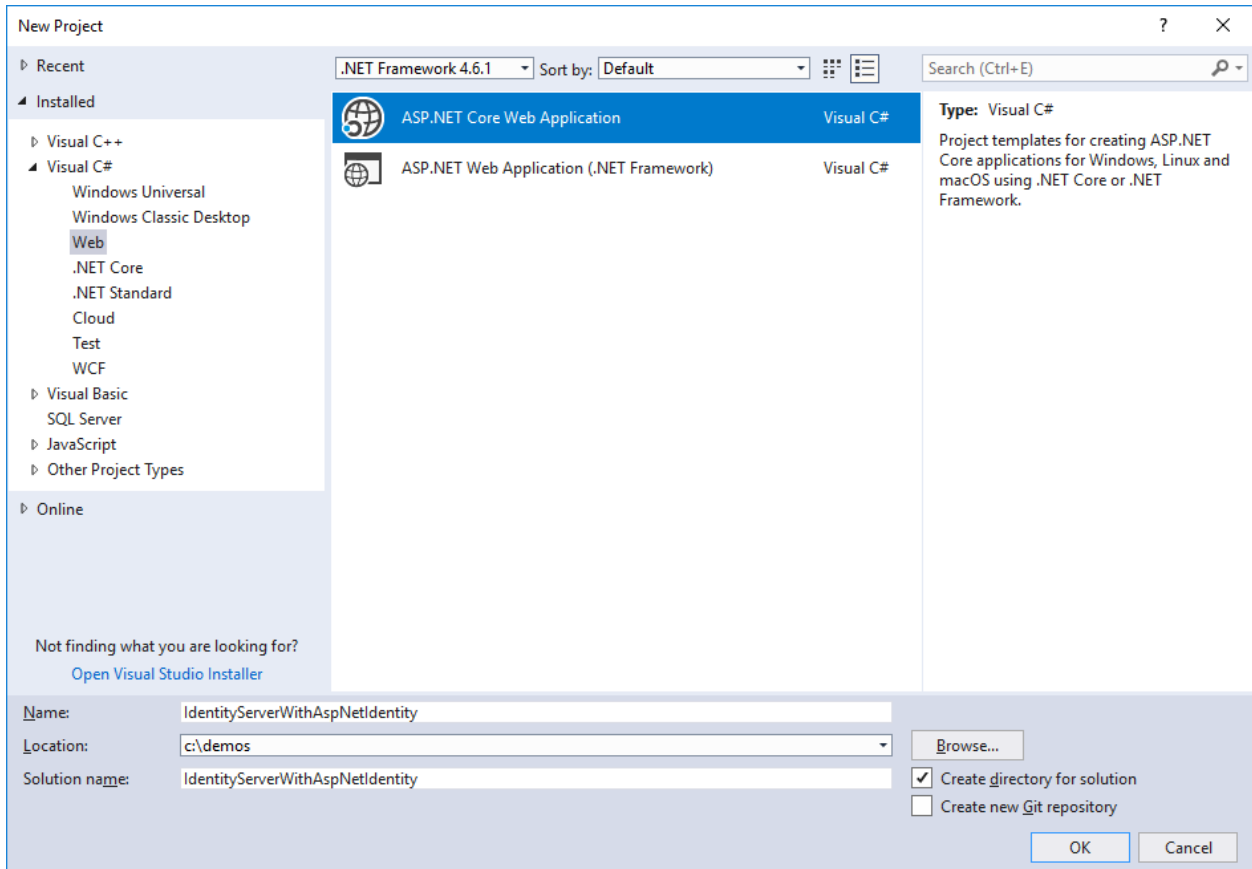 New Project
?
Recent
Installed
Visual C++
Visual C#
Windows Universal
Windows Classic Desktop
Web
.NET Core
.NET Standard
Cloud
Test
WCF
Visual Basic
SQL Server
JavaScript
Other Project Types
Online
Not finding what you are looking for?
Open Visual Studio Installer
.NET Framework 4.6.1 Sort by: Default
ASP.NET Core Web Application Visual C#
ASP.NET Web Application (.NET Framework) Visual C#
Search (Ctrl+E)
Type: Visual C#
Project templates for creating ASP.NET
Core applications for Windows, Linux and
macOS using .NET Core or .NET
Framework.
Name: IdentityServerWithAspNetIdentity
Location: c:\demos Browse...
Solution name: IdentityServerWithAspNetIdentity
Create directory for solution
Create new Git repository
OK Cancel